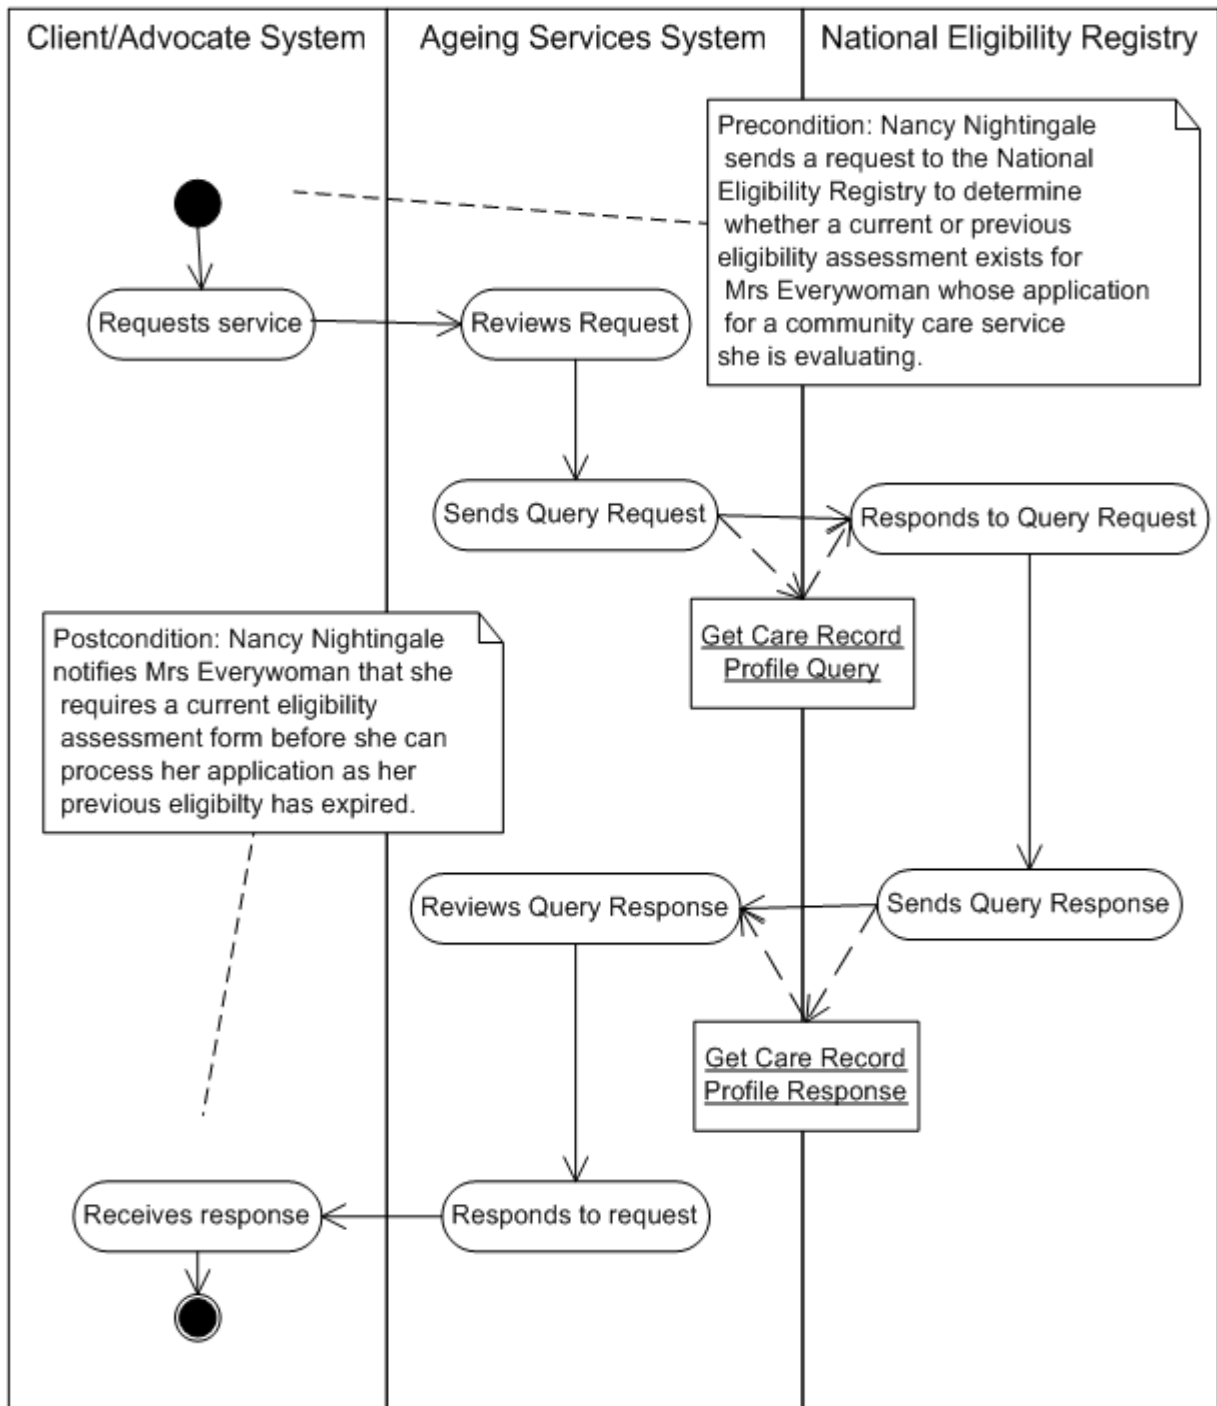 Client/Advocate System
Ageing Services System
National Eligibility Registry
Precondition: Nancy Nightingale
sends a request to the National
Eligibility Registry to determine
whether a current or previous
eligibility assessment exists for
Mrs Everywoman whose application
for a community care service
she is evaluating.
Requests service
Reviews Request
Sends Query Request
Responds to Query Request
Get Care Record
Profile Query
Postcondition: Nancy Nightingale
notifies Mrs Everywoman that she
requires a current eligibility
assessment form before she can
process her application as her
previous eligibilty has expired.
Reviews Query Response
Sends Query Response
Get Care Record
Profile Response
Receives response
Responds to request